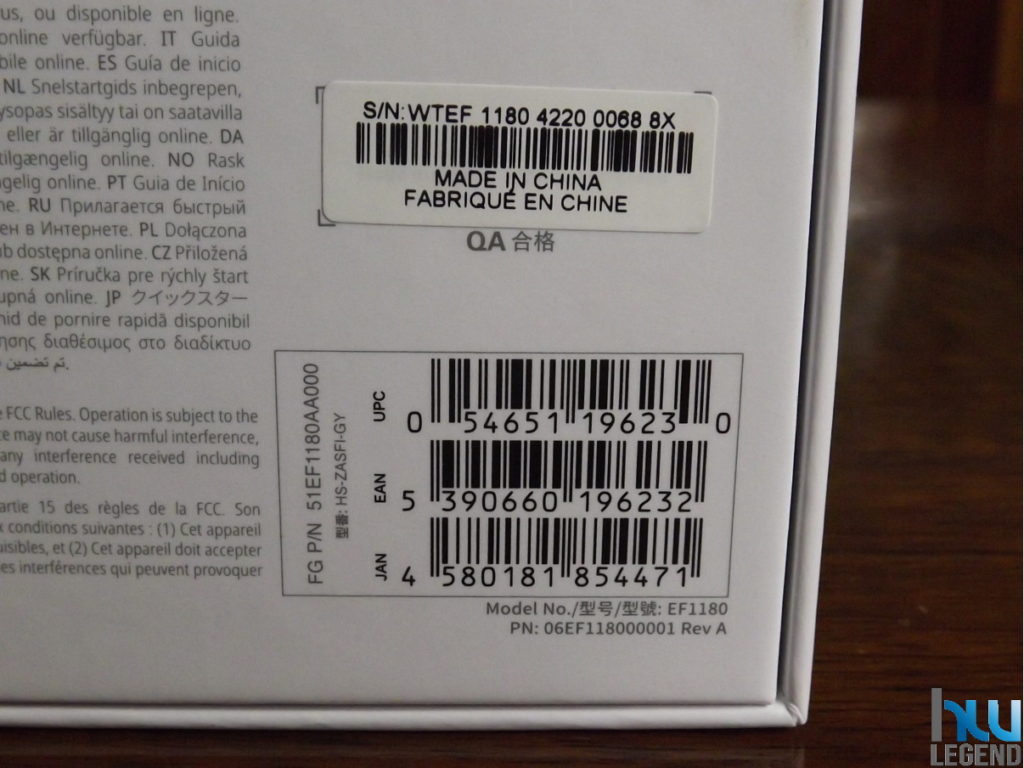 us, ou disponible en ligne.
online verfügbar. IT Guida
bile online. ES Guía de inicio
NL Snelstartgids inbegrepen,
ysopas sisältyy tai on saatavilla
eller är tillgänglig online. DA
tilgængelig online. NO Rask
ngelig online. PT Guia de Início
ne. RU Прилагается быстрый
ен в Интернете. PL Dołączona
ub dostępna online. CZ Přiložená
ne. SK Príručka pre rýchly štart
upná online. JP クイックスター
hid de pornire rapidă disponibil
ησης διαθέσιμος στο διαδίκτυο
تم تضمين
e FCC Rules. Operation is subject to the
ce may not cause harmful interference,
any interference received including
d operation.
artie 15 des règles de la FCC. Son
x conditions suivantes : (1) Cet appareil
uisibles, et (2) Cet appareil doit accepter
es interférences qui peuvent provoquer
S/N:WTEF 1180 4220 0068 8X
MADE IN CHINA
FABRIQUÉ EN CHINE
QA 合格
FG P/N 51EF1180AA000
型番: HS-ZASFI-GY
UPC
0 54651 19623 0
EAN
5 390660 196232
JAN
4 580181 854471
Model No./型号/型號: EF1180
PN: 06EF118000001 Rev A
hw
LEGEND